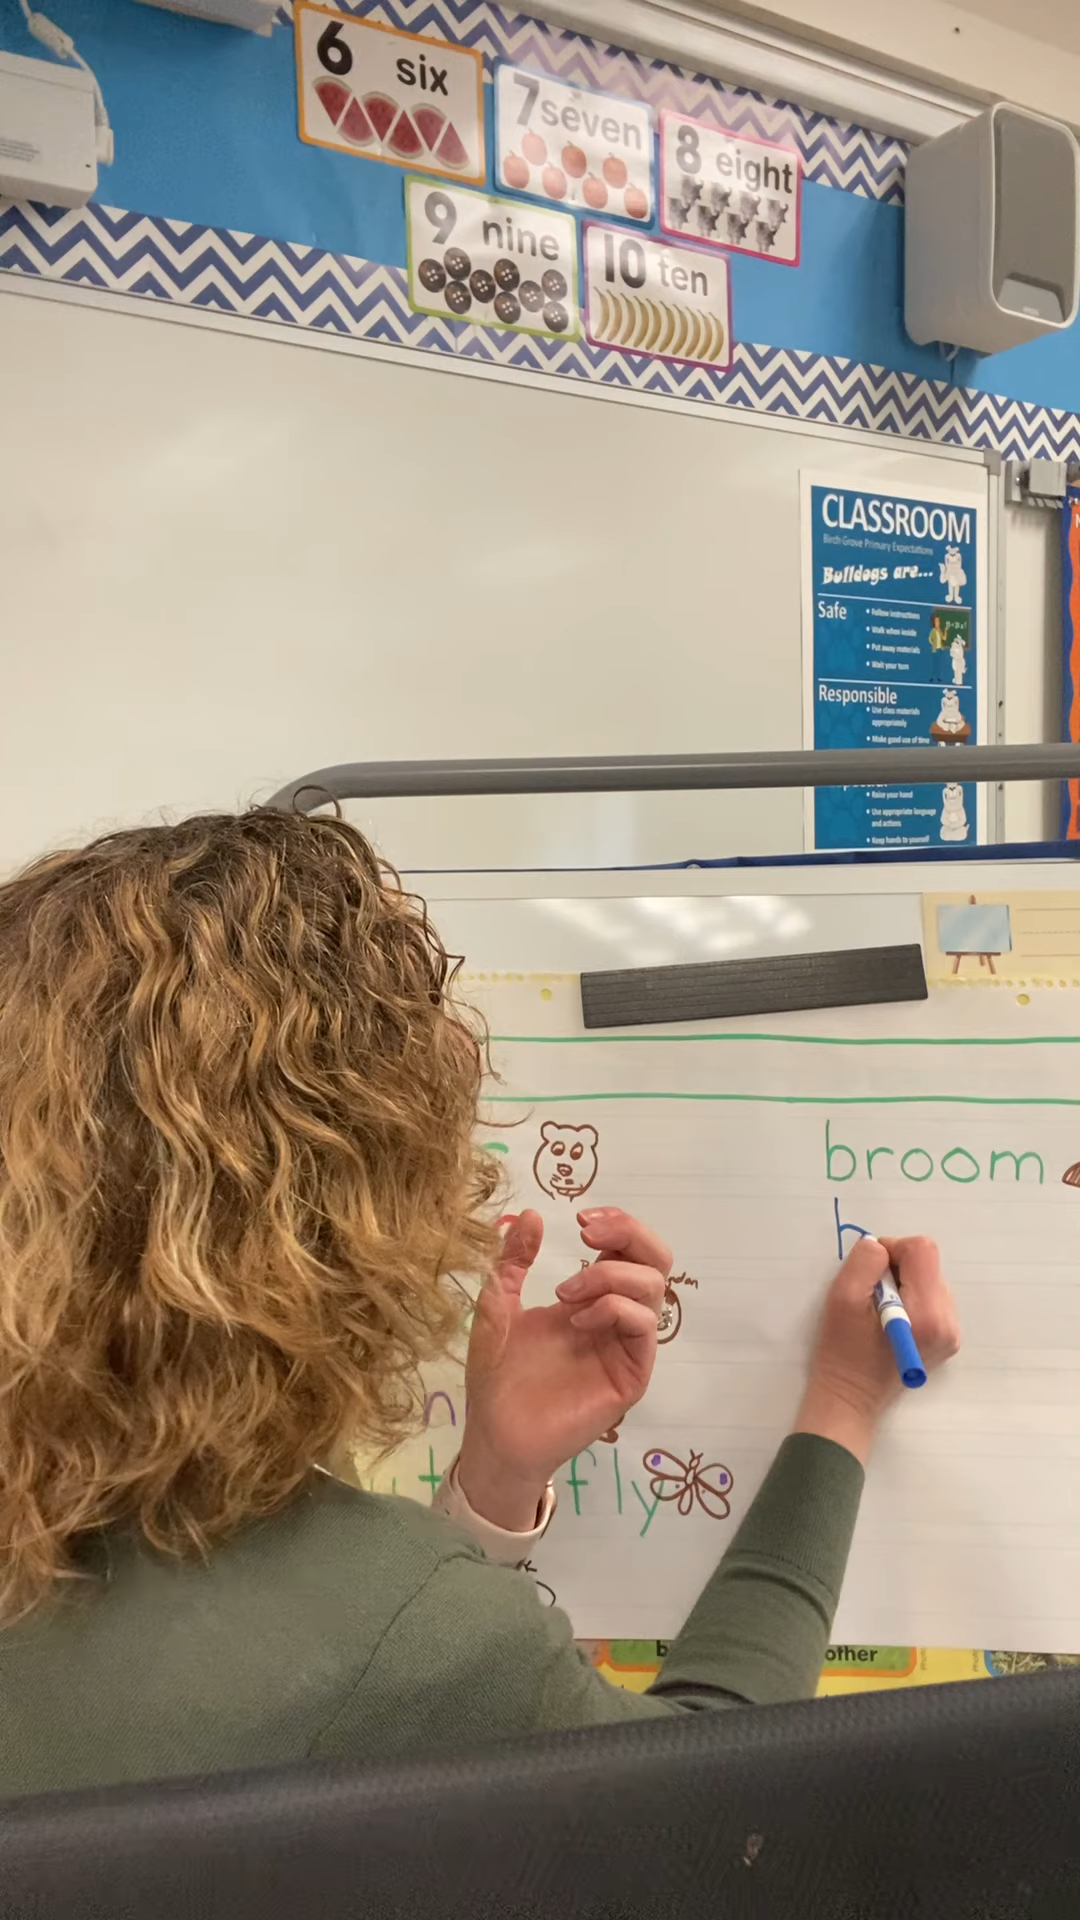 6 six
7 seven
8 eight
9 nine
10 ten
CLASSROOM
Birch Grove Primary Expectations
Bulldogs are...
Safe
• Follow instructions
• Walk when inside
• Put away materials
• Wait your turn
Responsible
• Use class materials
appropriately
• Make good use of time
• Raise your hand
• Use appropriate language
and actions
• Keep hands to yourself
broom
h
fly
other